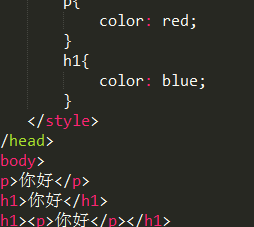 p{
color: red;
}
h1{
color: blue;
}
</style>
/head>
body>
p>你好</p>
h1>你好</h1>
h1><p>你好</p></h1>